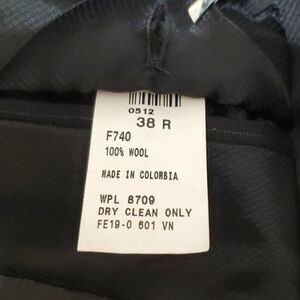 0512
38 R
F740
100% WOOL
MADE IN COLOMBIA
WPL 8709
DRY CLEAN ONLY
FE19-0 601 VN